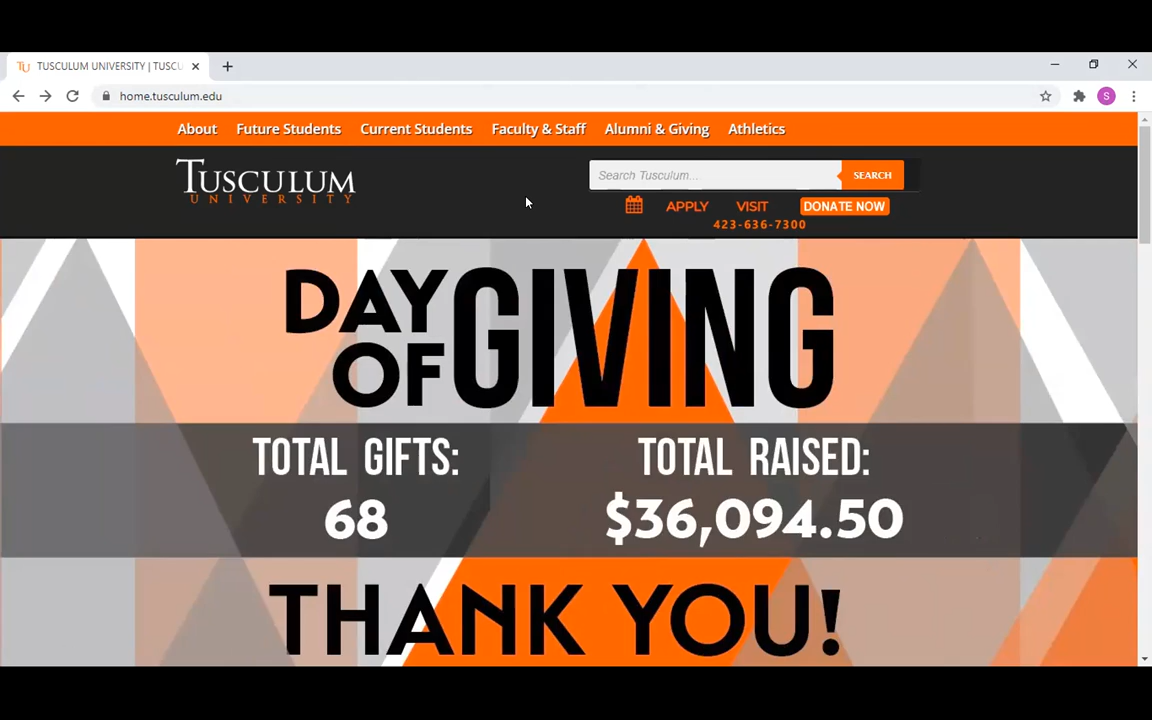 TUSCULUM UNIVERSITY | TUSCU
home.tusculum.edu
S
About Future Students Current Students Faculty & Staff Alumni & Giving Athletics
TUSCULUM
UNIVERSITY
Search Tusculum...
SEARCH
APPLY VISIT DONATE NOW
423-636-7300
DAY OF GIVING
TOTAL GIFTS: TOTAL RAISED:
68 $36,094.50
THANK YOU!